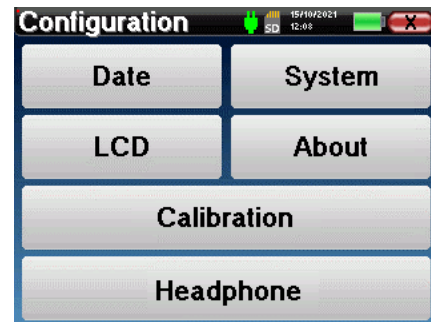 Configuration
SD
15/10/2021
12:08
X
Date
System
LCD
About
Calibration
Headphone